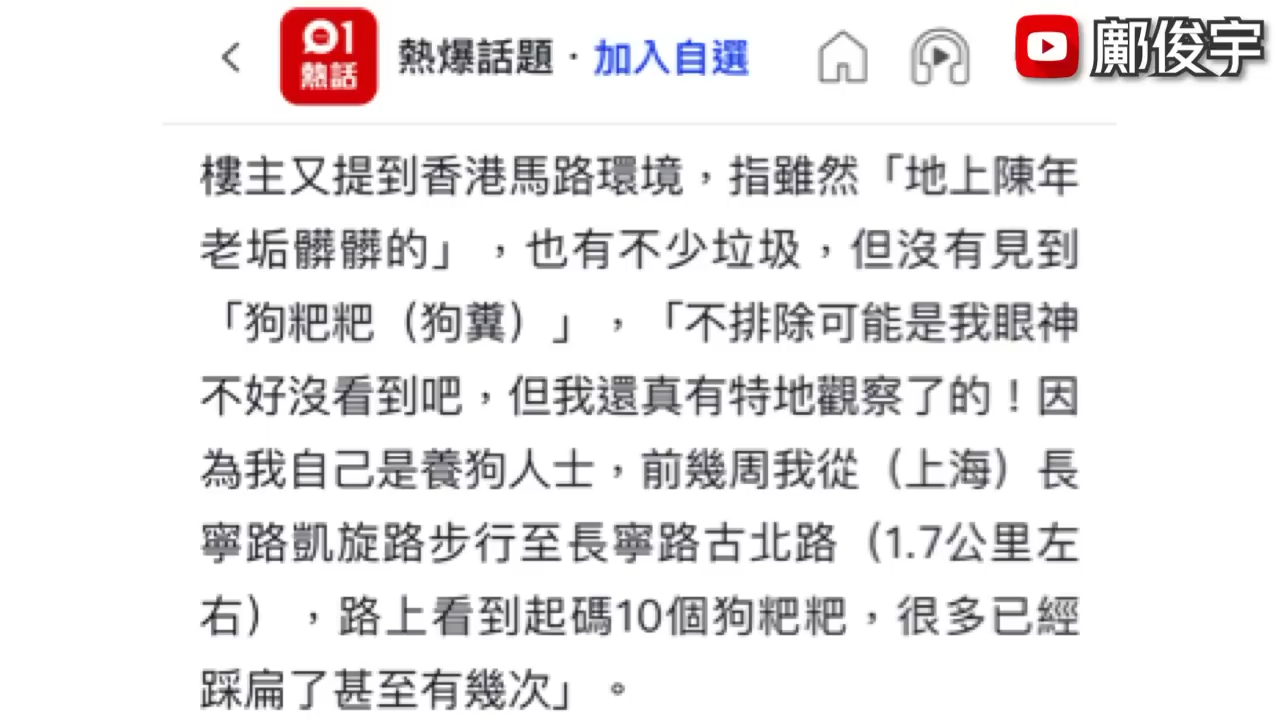 01
熱話
熱爆話題·加入自選
鄺俊宇
樓主又提到香港馬路環境，指雖然「地上陳年
老垢髒髒的」，也有不少垃圾，但沒有見到
「狗粑粑（狗糞）」，「不排除可能是我眼神
不好沒看到吧，但我還真有特地觀察了的！因
為我自己是養狗人士，前幾周我從（上海）長
寧路凱旋路步行至長寧路古北路（1.7公里左
右），路上看到起碼10個狗粑粑，很多已經
踩扁了甚至有幾次」。